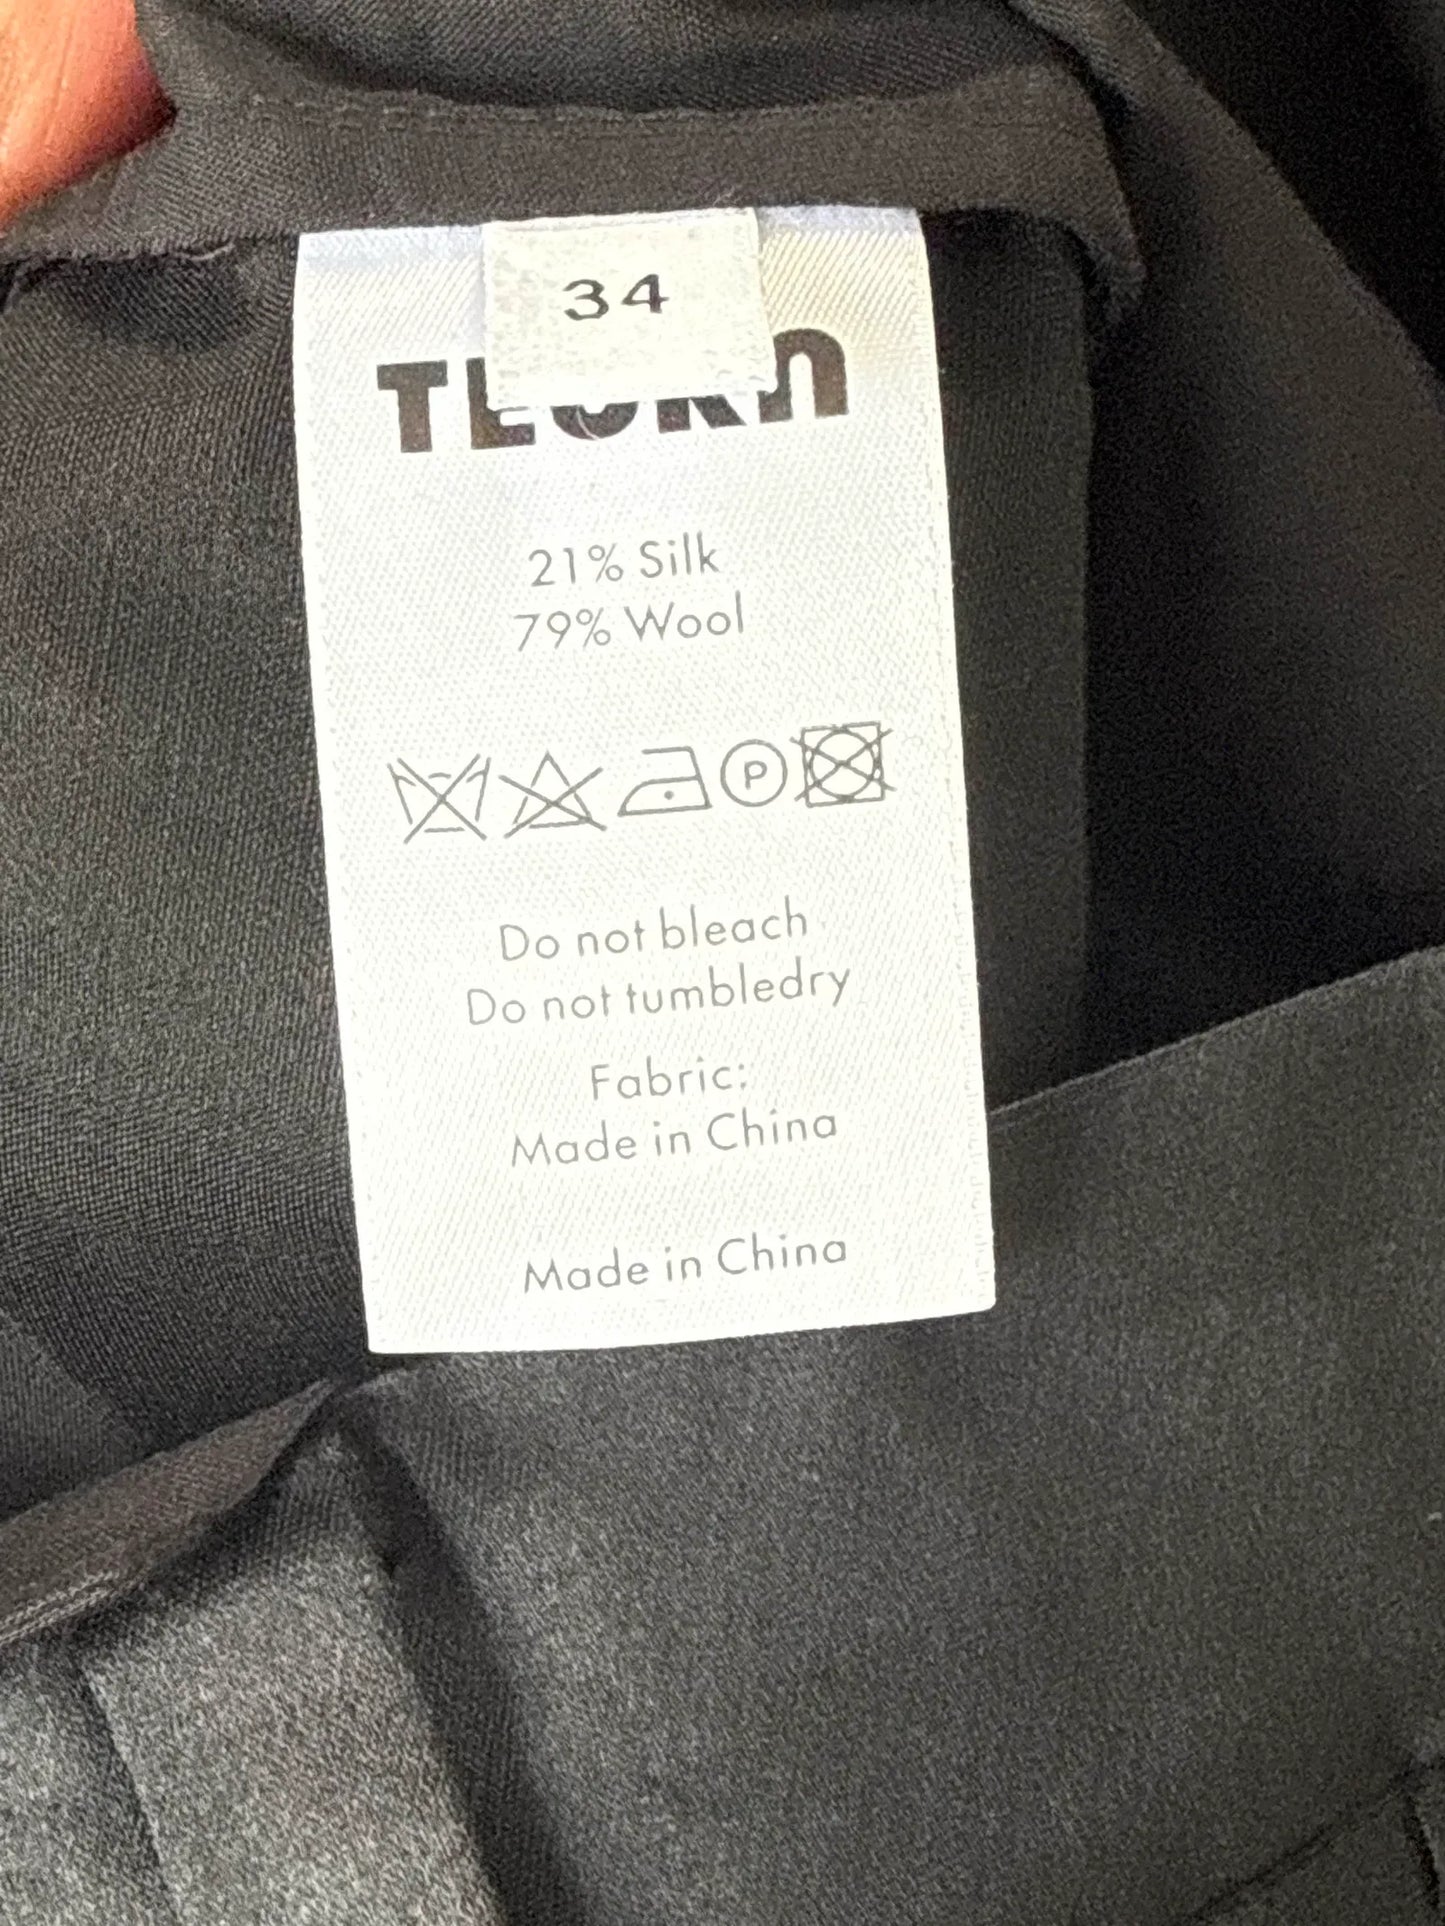 34
21% Silk
79% Wool
P
Do not bleach
Do not tumbledry
Fabric:
Made in China
Made in China